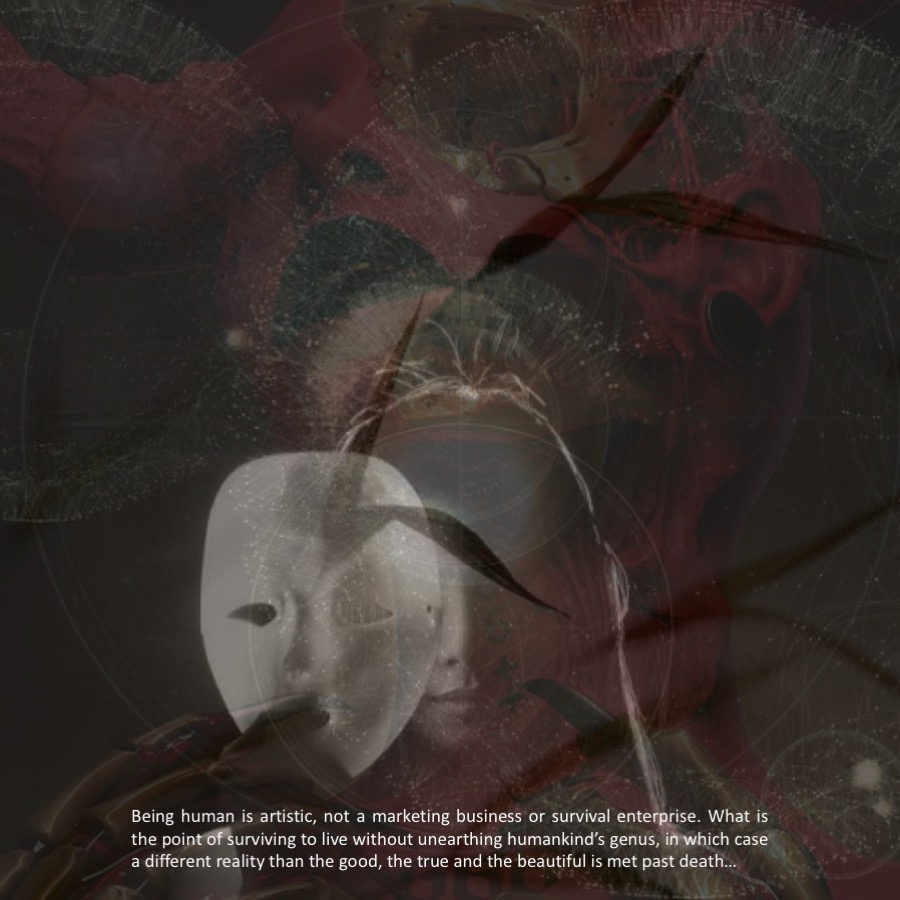 Being human is artistic, not a marketing business or survival enterprise. What is
the point of surviving to live without unearthing humankind’s genus, in which case
a different reality than the good, the true and the beautiful is met past death...